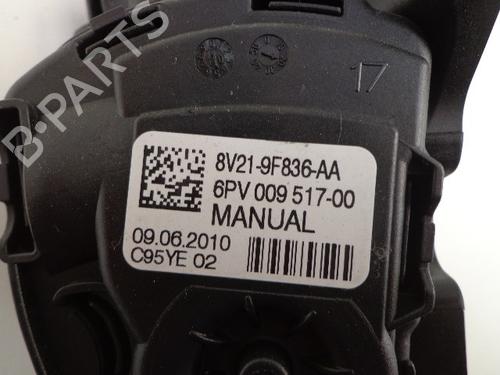 B-PARTS
17
8V21-9F836-AA
6PV 009 517-00
MANUAL
09.06.2010
C95YE 02